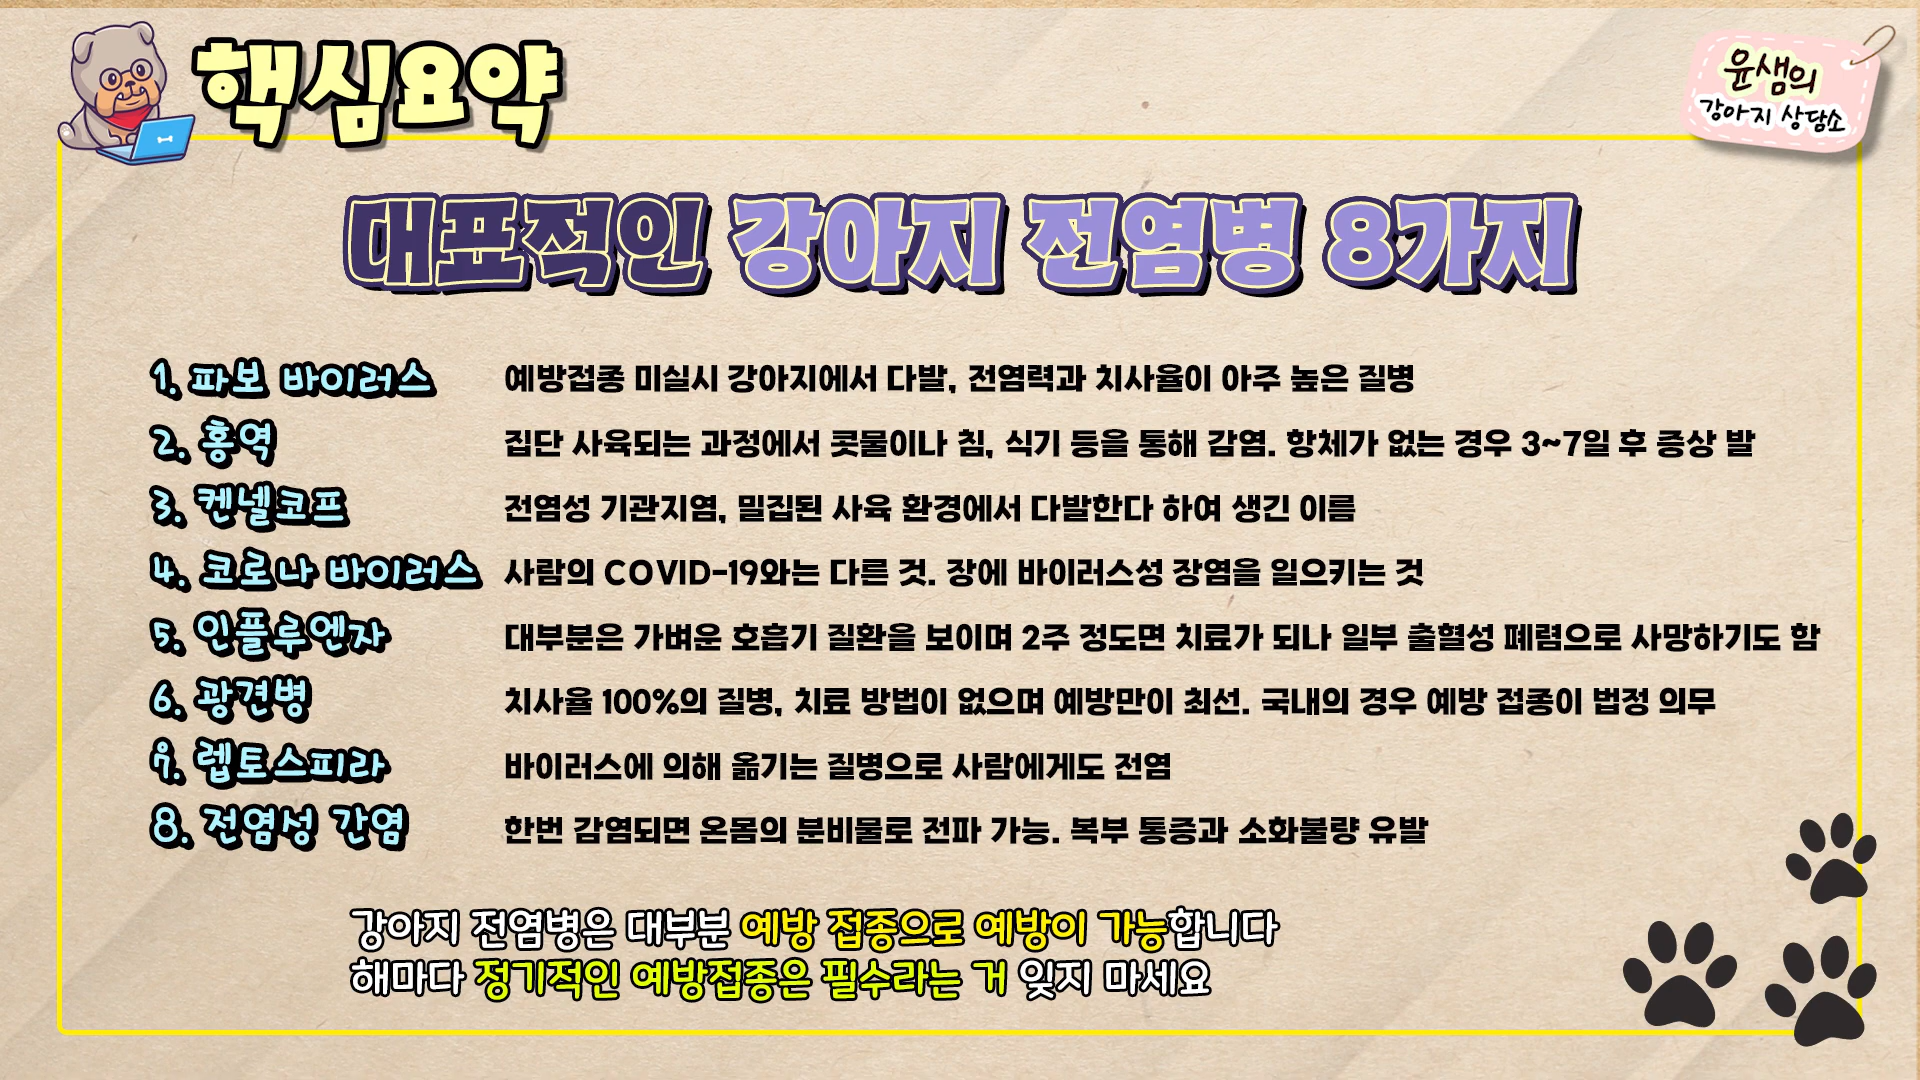 핵심요약
윤샘의
강아지 상담소
대표적인 강아지 전염병 8가지
1. 파보 바이러스 예방접종 미실시 강아지에서 다발, 전염력과 치사율이 아주 높은 질병
2. 홍역 집단 사육되는 과정에서 콧물이나 침, 식기 등을 통해 감염. 항체가 없는 경우 3~7일 후 증상 발
3. 켄넬코프 전염성 기관지염, 밀집된 사육 환경에서 다발한다 하여 생긴 이름
4. 코로나 바이러스 사람의 COVID-19와는 다른 것. 장에 바이러스성 장염을 일으키는 것
5. 인플루엔자 대부분은 가벼운 호흡기 질환을 보이며 2주 정도면 치료가 되나 일부 출혈성 폐렴으로 사망하기도 함
6. 광견병 치사율 100%의 질병, 치료 방법이 없으며 예방만이 최선. 국내의 경우 예방 접종이 법정 의무
7. 렙토스피라 바이러스에 의해 옮기는 질병으로 사람에게도 전염
8. 전염성 간염 한번 감염되면 온몸의 분비물로 전파 가능. 복부 통증과 소화불량 유발
강아지 전염병은 대부분 예방 접종으로 예방이 가능합니다
해마다 정기적인 예방접종은 필수라는 거 잊지 마세요